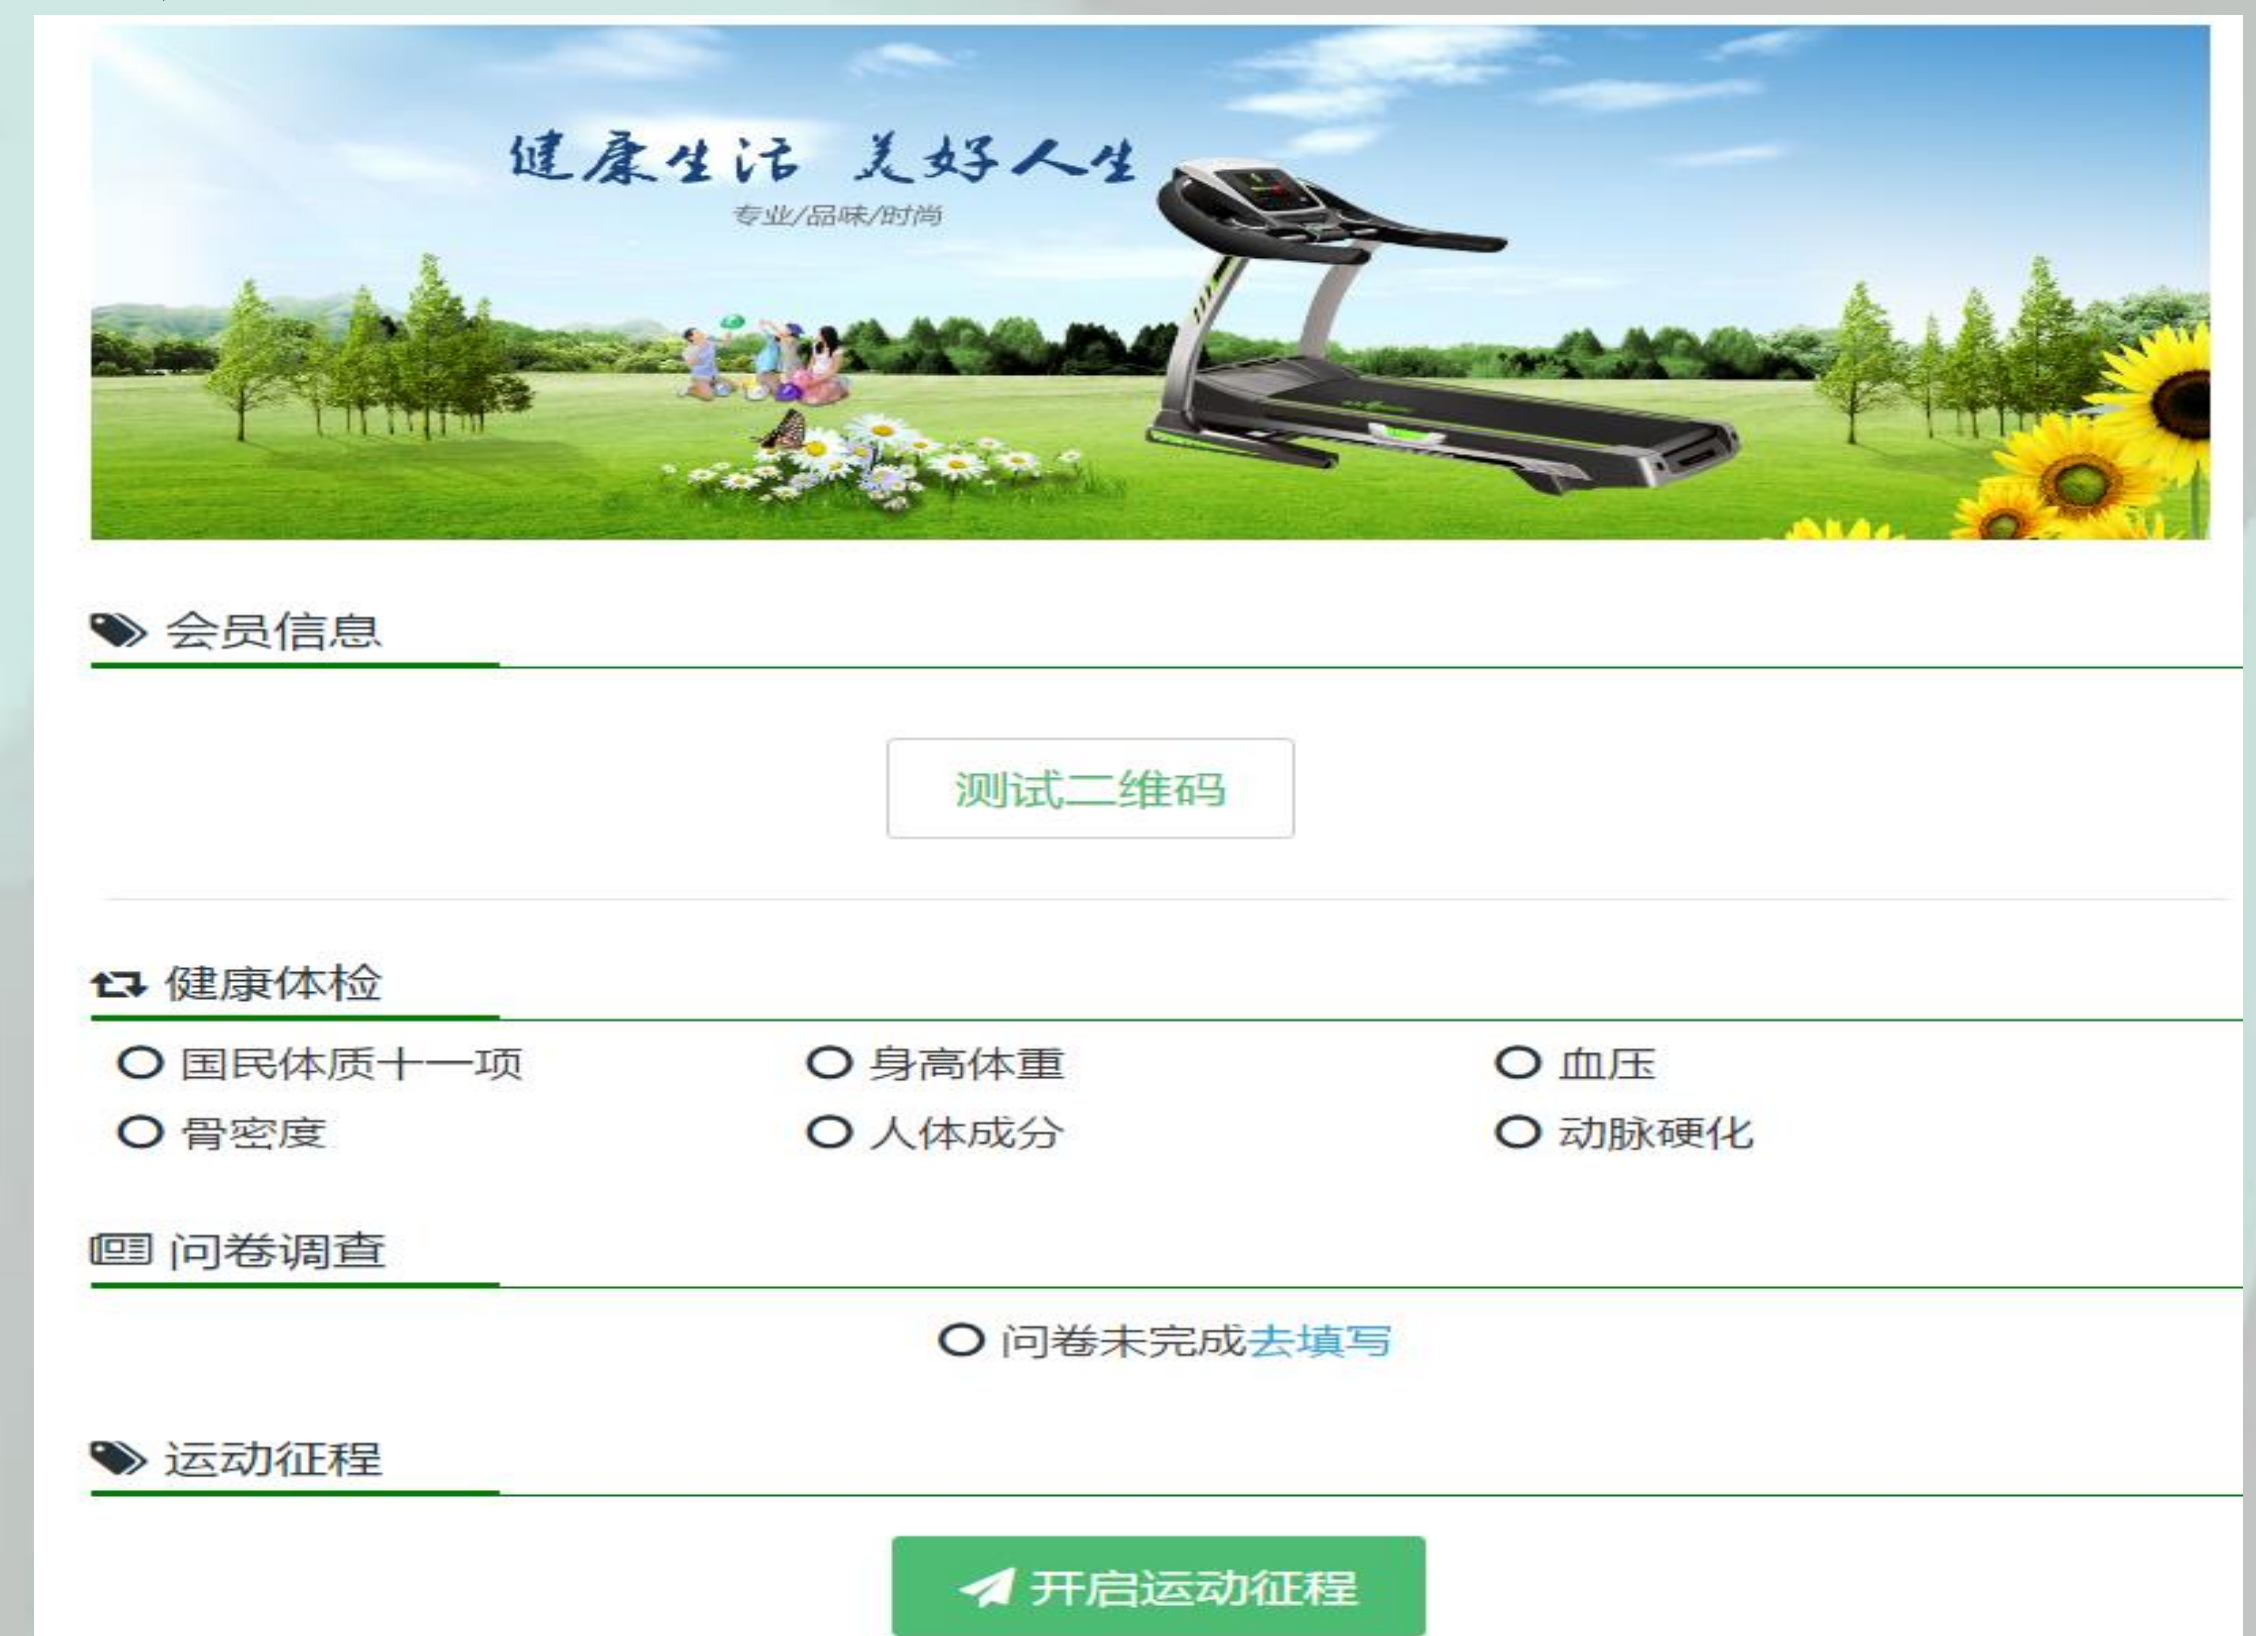 健康生活 美好人生
专业/品味/时尚
会员信息
测试二维码
健康体检
国民体质十一项 身高体重 血压
骨密度 人体成分 动脉硬化
问卷调查
问卷未完成去填写
运动征程
开启运动征程